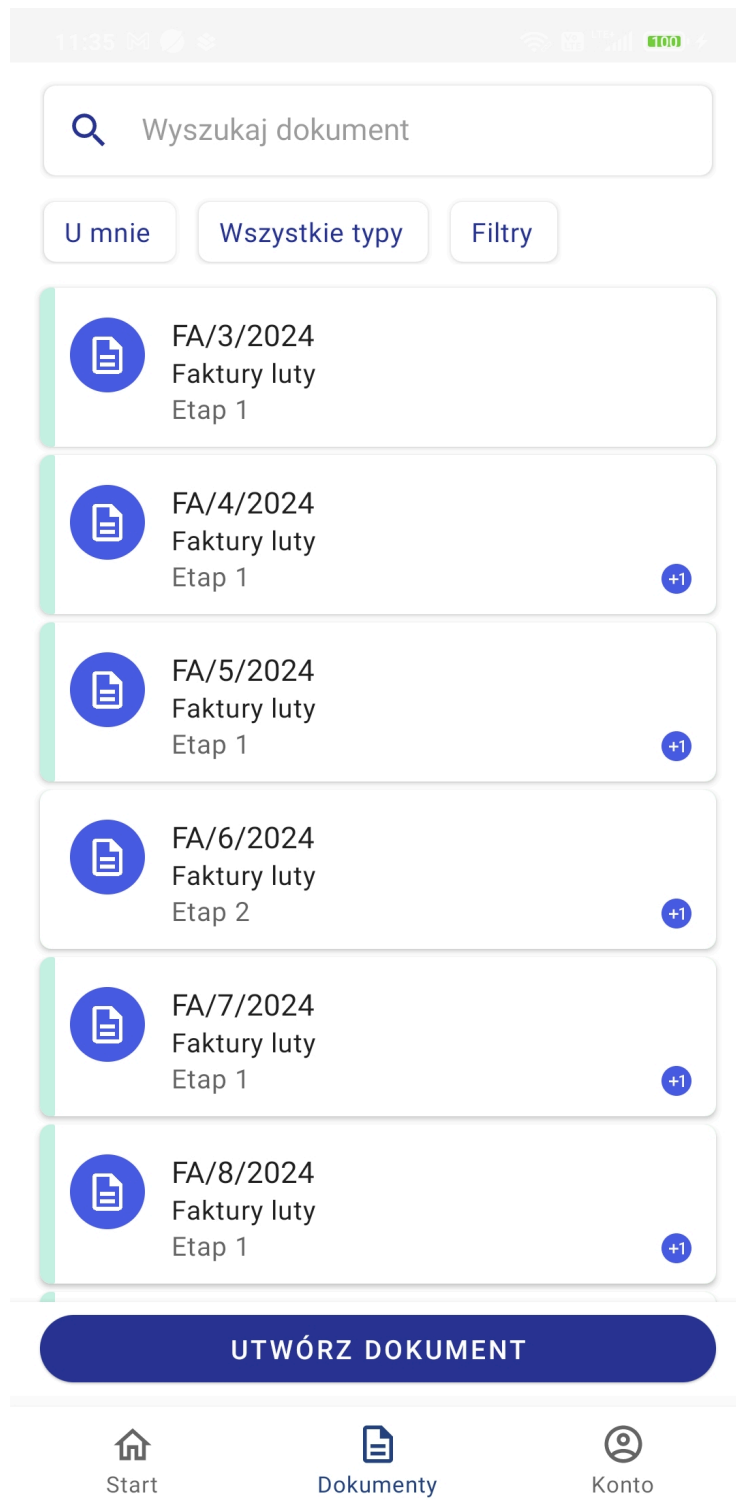 11:35
100
Wyszukaj dokument
U mnie Wszystkie typy Filtry
FA/3/2024
Faktury luty
Etap 1
FA/4/2024
Faktury luty
Etap 1
+1
FA/5/2024
Faktury luty
Etap 1
+1
FA/6/2024
Faktury luty
Etap 2
+1
FA/7/2024
Faktury luty
Etap 1
+1
FA/8/2024
Faktury luty
Etap 1
+1
UTWÓRZ DOKUMENT
Start Dokumenty Konto